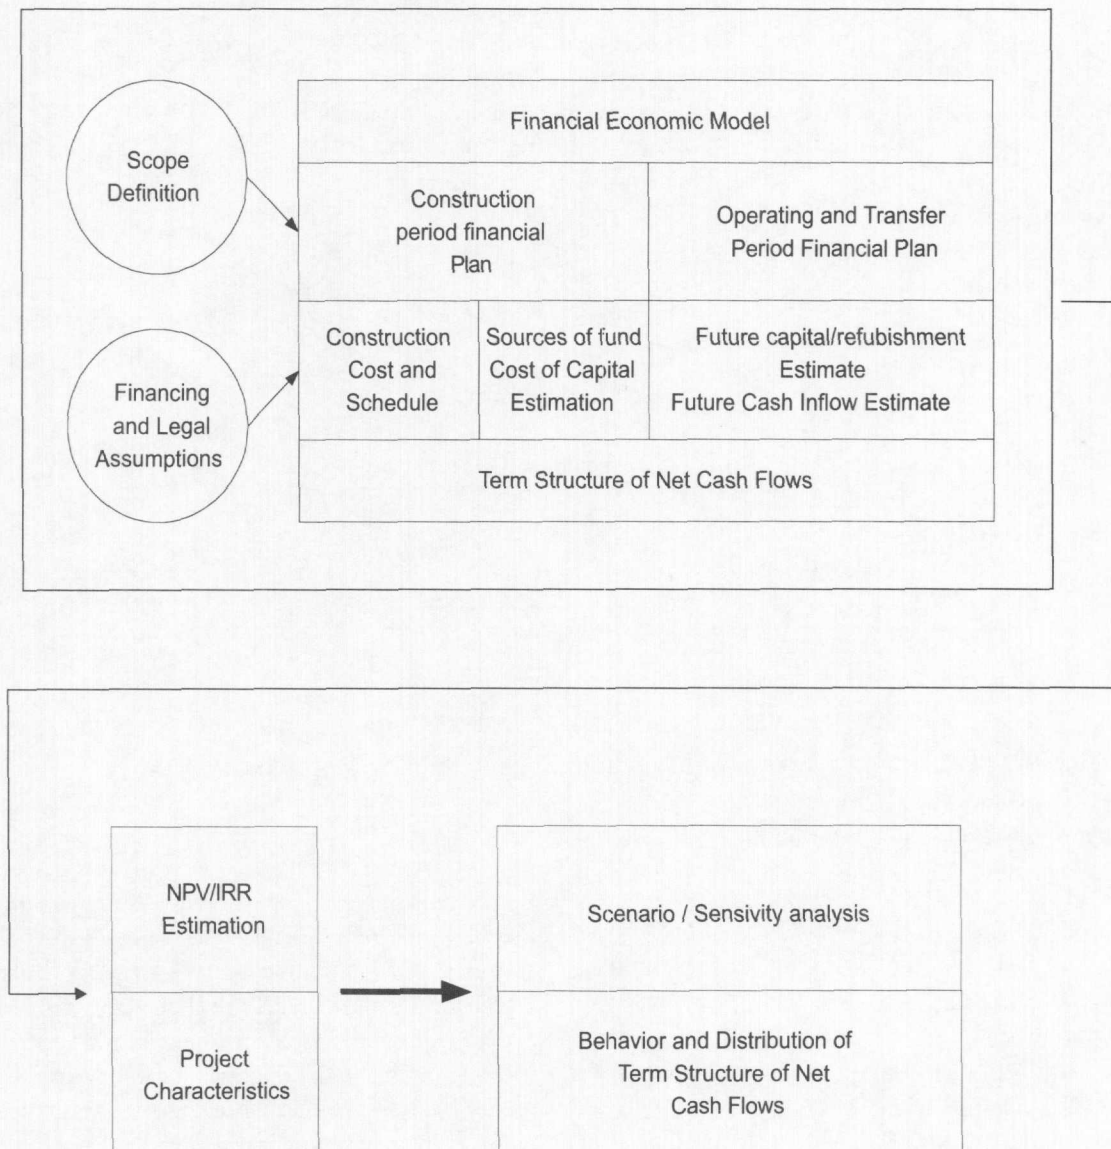 Financial Economic Model
Scope
Definition
Construction
period financial
Plan
Operating and Transfer
Period Financial Plan
Financing
and Legal
Assumptions
Construction
Cost and
Schedule
Sources of fund
Cost of Capital
Estimation
Future capital/refubishment
Estimate
Future Cash Inflow Estimate
Term Structure of Net Cash Flows
NPV/IRR
Estimation
Scenario / Sensivity analysis
Project
Characteristics
Behavior and Distribution of
Term Structure of Net
Cash Flows